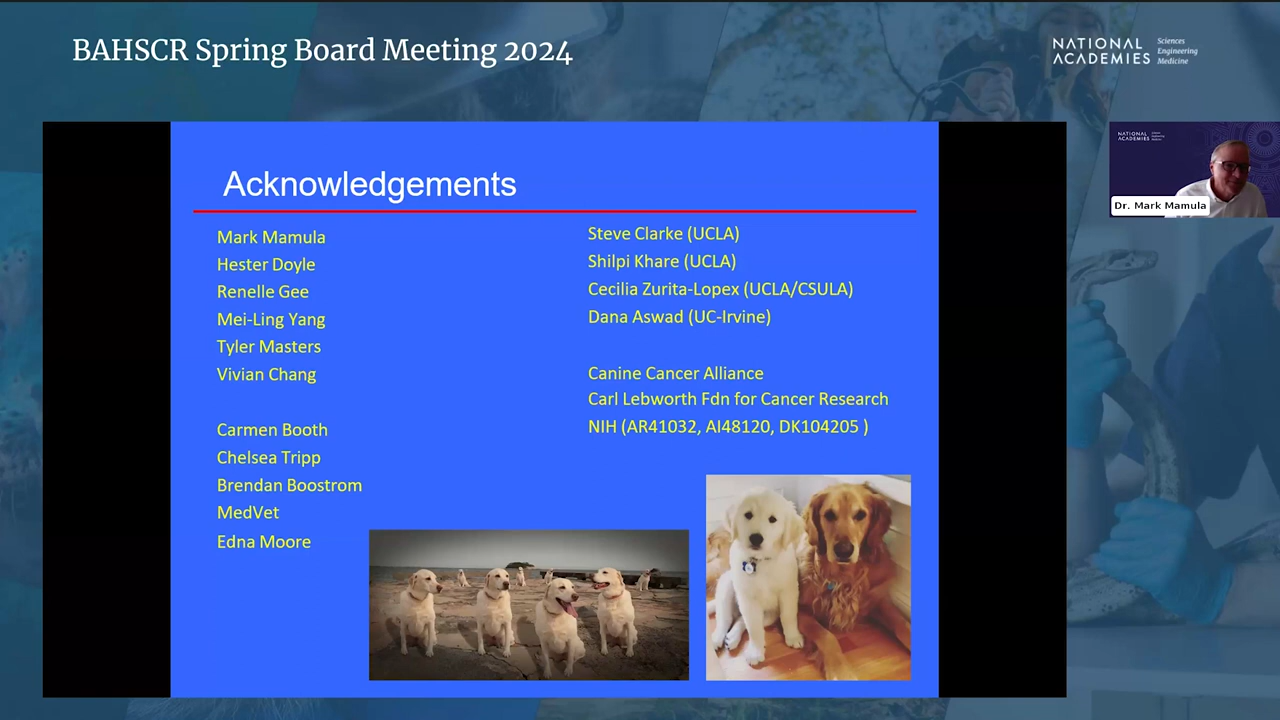 BAHSCR Spring Board Meeting 2024
NATIONAL ACADEMIES
Sciences
Engineering
Medicine
Acknowledgements
Mark Mamula
Hester Doyle
Renelle Gee
Mei-Ling Yang
Tyler Masters
Vivian Chang
Carmen Booth
Chelsea Tripp
Brendan Boostrom
MedVet
Edna Moore
Steve Clarke (UCLA)
Shilpi Khare (UCLA)
Cecilia Zurita-Lopex (UCLA/CSULA)
Dana Aswad (UC-Irvine)
Canine Cancer Alliance
Carl Lebworth Fdn for Cancer Research
NIH (AR41032, AI48120, DK104205 )
NATIONAL
ACADEMIES
Dr. Mark Mamula